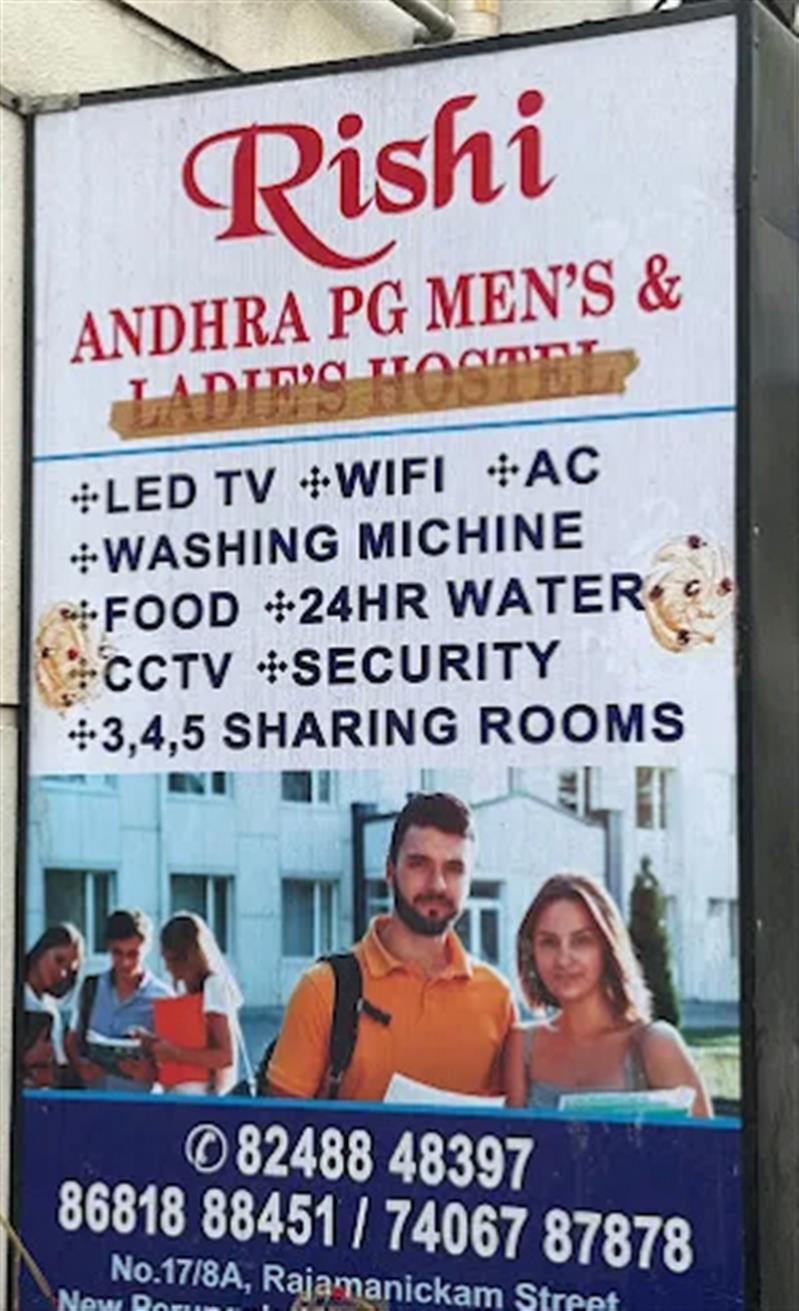 Rishi
ANDHRA PG MEN'S &
LADIE'S HOSTEL
✣LED TV ✣WIFI ✣AC
✣WASHING MICHINE
✣FOOD ✣24HR WATER
✣CCTV ✣SECURITY
✣3,4,5 SHARING ROOMS
✆ 82488 48397
86818 88451 / 74067 87878
No.17/8A, Rajamanickam Street
New